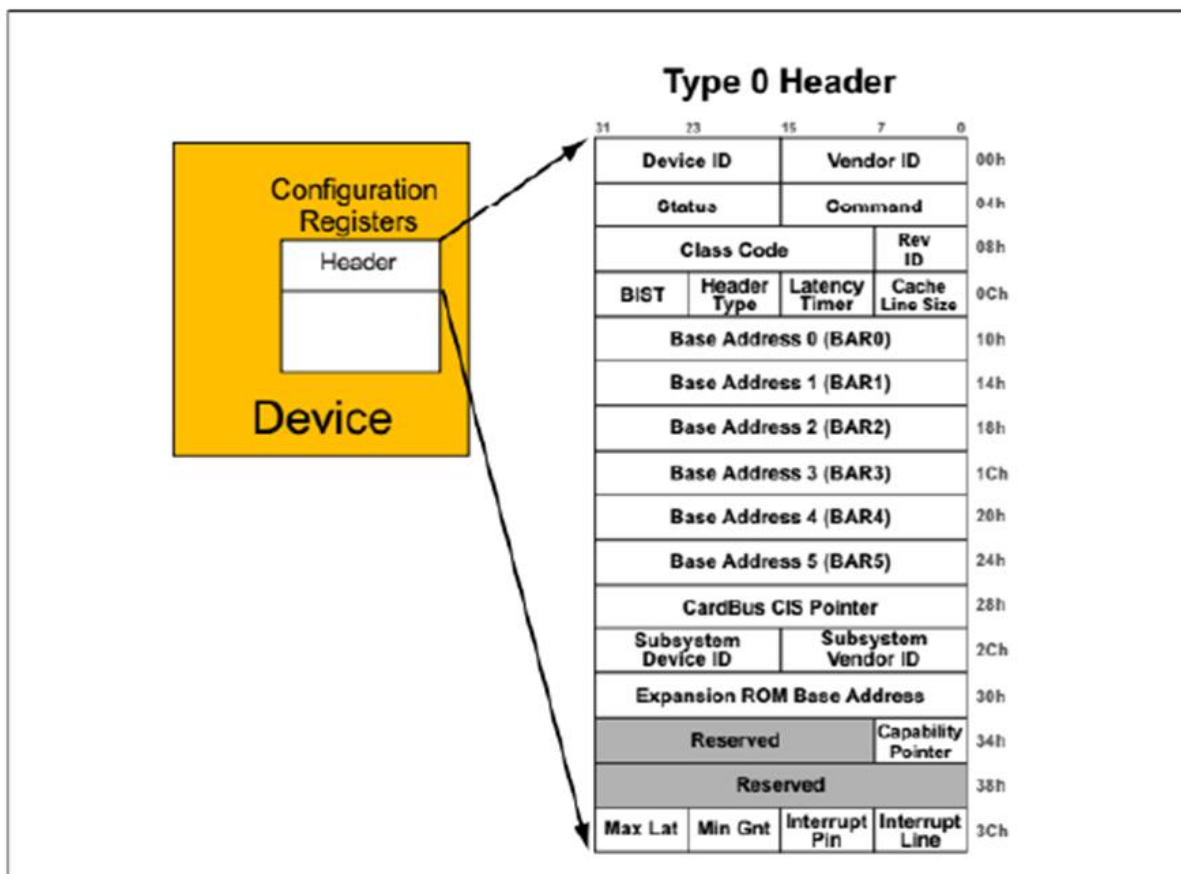 Type 0 Header
31 23 15 7 0
Device ID Vendor ID 00h
Status Command 04h
Class Code Rev ID 08h
BIST Header Type Latency Timer Cache Line Size 0Ch
Base Address 0 (BAR0) 10h
Base Address 1 (BAR1) 14h
Base Address 2 (BAR2) 18h
Base Address 3 (BAR3) 1Ch
Base Address 4 (BAR4) 20h
Base Address 5 (BAR5) 24h
CardBus CIS Pointer 28h
Subsystem Device ID Subsystem Vendor ID 2Ch
Expansion ROM Base Address 30h
Reserved Capability Pointer 34h
Reserved 38h
Max Lat Min Gnt Interrupt Pin Interrupt Line 3Ch
Configuration
Registers
Header
Device